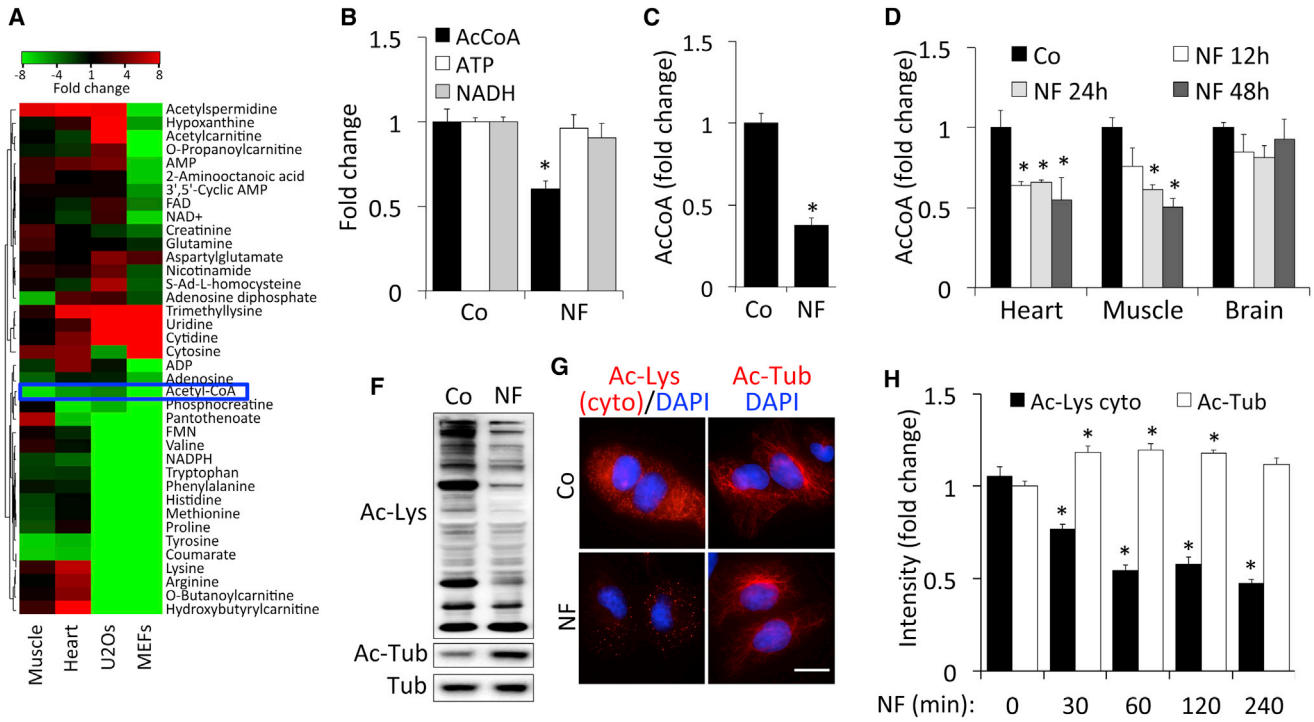 A
-8 -4 1 4 8
Fold change
Acetylspermidine
Hypoxanthine
Acetylcarnitine
O-Propanoylcarnitine
AMP
2-Aminooctanoic acid
3',5'-Cyclic AMP
FAD
NAD+
Creatinine
Glutamine
Aspartylglutamate
Nicotinamide
S-Ad-L-homocysteine
Adenosine diphosphate
Trimethyllysine
Uridine
Cytidine
Cytosine
ADP
Adenosine
Acetyl-CoA
Phosphocreatine
Pantothenoate
FMN
Valine
NADPH
Tryptophan
Phenylalanine
Histidine
Methionine
Proline
Tyrosine
Coumarate
Lysine
Arginine
O-Butanoylcarnitine
Hydroxybutyrylcarnitine
Muscle
Heart
U2Os
MEFs
B
Fold change
1.5
1
0.5
0
AcCoA
ATP
NADH
*
Co NF
C
AcCoA (fold change)
1.5
1
0.5
0
*
Co NF
D
AcCoA (fold change)
1.5
1
0.5
0
Co NF 12h
NF 24h NF 48h
* * *
* *
Heart Muscle Brain
F
Co NF
Ac-Lys
Ac-Tub
Tub
G
Ac-Lys
(cyto)/DAPI
Ac-Tub
DAPI
Co
NF
H
Intensity (fold change)
1.5
1
0.5
0
Ac-Lys cyto Ac-Tub
* * *
* * * *
NF (min): 0 30 60 120 240